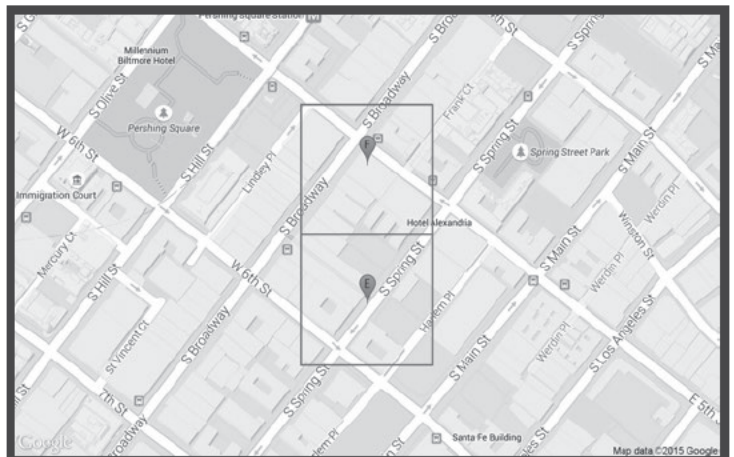 Pershing Square Station
M
Millennium
Biltmore Hotel
S Olive St
Pershing Square
W 6th St
S Hill St
Immigration Court
Lindley Pl
S Broadway
S Broadway
Frank Ct
S Spring St
S Spring
Spring Street Park
S Main St
Winston St
Werdin Pl
Hotel Alexandria
F
E
Mercury Ct
S Hill St
W 6th St
S Spring St
S Main St
Werdin Pl
Harlem Pl
St Vincent Ct
S Broadway
S Los Angeles St
Werdin Pl
S Main St
7th St
S Spring St
E 5th
Santa Fe Building
Google
Map data ©2015 Google